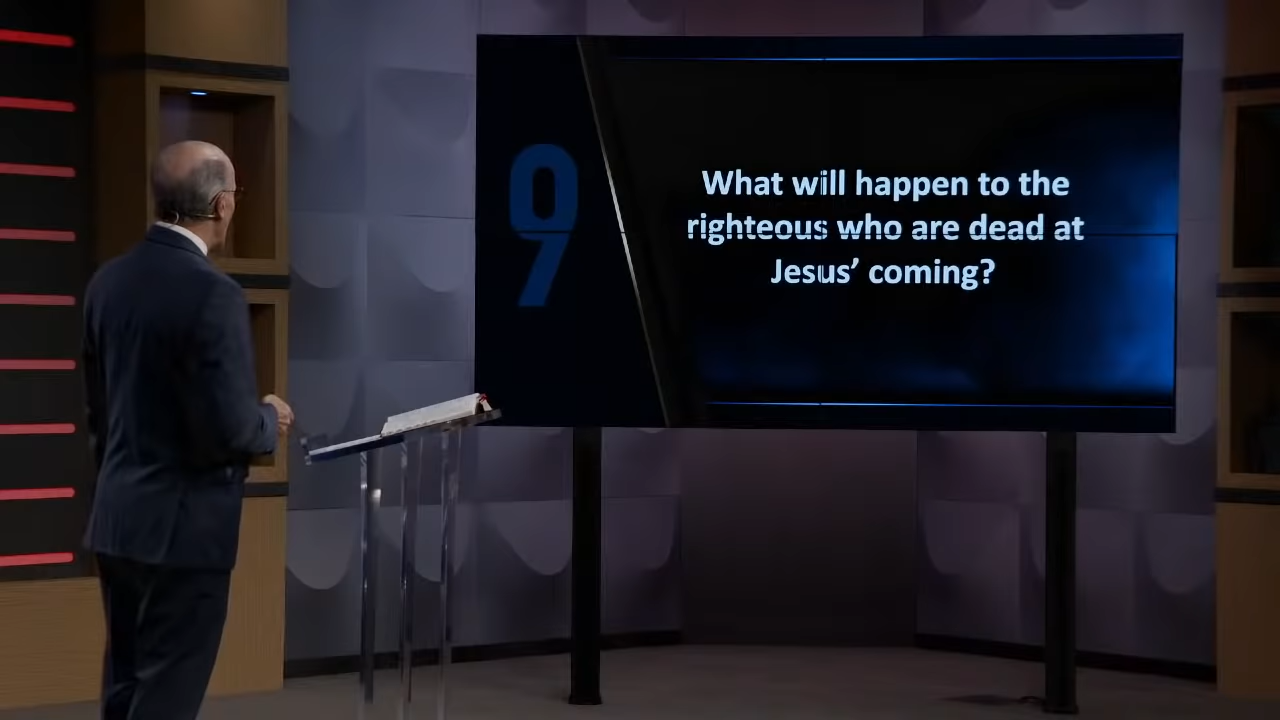 9
What will happen to the
righteous who are dead at
Jesus’ coming?